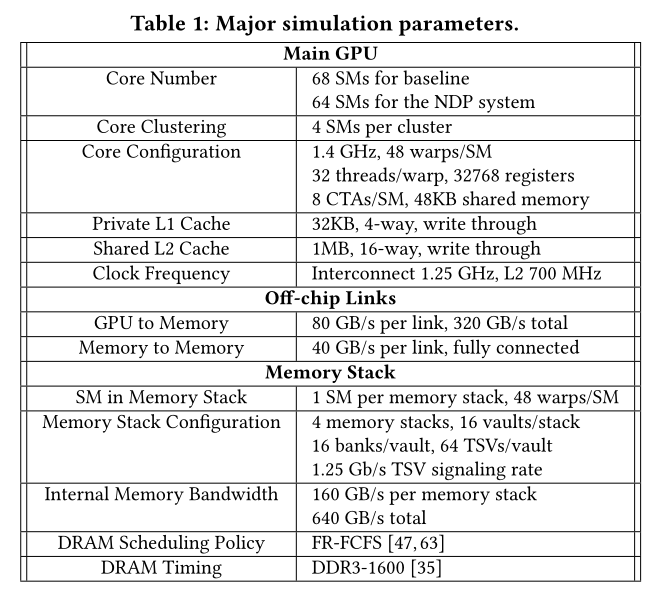 Table 1: Major simulation parameters.
Main GPU
Core Number 68 SMs for baseline
64 SMs for the NDP system
Core Clustering 4 SMs per cluster
Core Configuration 1.4 GHz, 48 warps/SM
32 threads/warp, 32768 registers
8 CTAs/SM, 48KB shared memory
Private L1 Cache 32KB, 4-way, write through
Shared L2 Cache 1MB, 16-way, write through
Clock Frequency Interconnect 1.25 GHz, L2 700 MHz
Off-chip Links
GPU to Memory 80 GB/s per link, 320 GB/s total
Memory to Memory 40 GB/s per link, fully connected
Memory Stack
SM in Memory Stack 1 SM per memory stack, 48 warps/SM
Memory Stack Configuration 4 memory stacks, 16 vaults/stack
16 banks/vault, 64 TSVs/vault
1.25 Gb/s TSV signaling rate
Internal Memory Bandwidth 160 GB/s per memory stack
640 GB/s total
DRAM Scheduling Policy FR-FCFS [47, 63]
DRAM Timing DDR3-1600 [35]